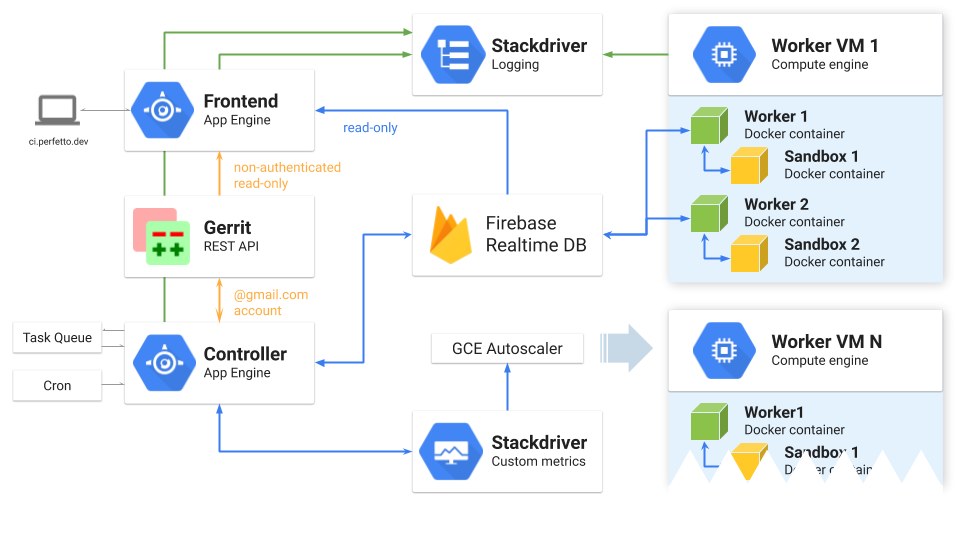 Stackdriver
Logging
Worker VM 1
Compute engine
Frontend
App Engine
ci.perfetto.dev
read-only
non-authenticated
read-only
Worker 1
Docker container
Sandbox 1
Docker container
Worker 2
Docker container
Sandbox 2
Docker container
Gerrit
REST API
Firebase
Realtime DB
@gmail.com
account
Task Queue
Cron
Controller
App Engine
GCE Autoscaler
Worker VM N
Compute engine
Stackdriver
Custom metrics
Worker1
Docker container
Sandbox 1
Docker container